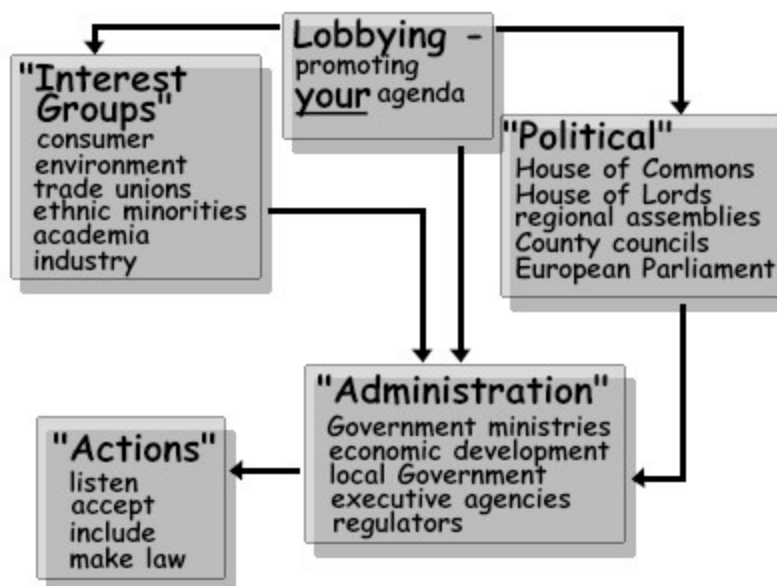 Lobbying -
promoting
your agenda
"Interest
Groups"
consumer
environment
trade unions
ethnic minorities
academia
industry
"Political"
House of Commons
House of Lords
regional assemblies
County councils
European Parliament
"Administration"
Government ministries
economic development
local Government
executive agencies
regulators
"Actions"
listen
accept
include
make law